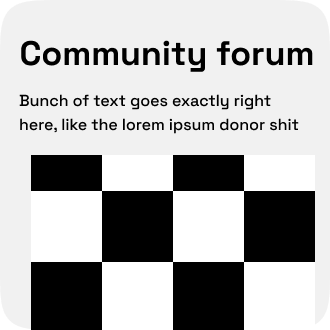 Community forum
Bunch of text goes exactly right
here, like the lorem ipsum donor shit